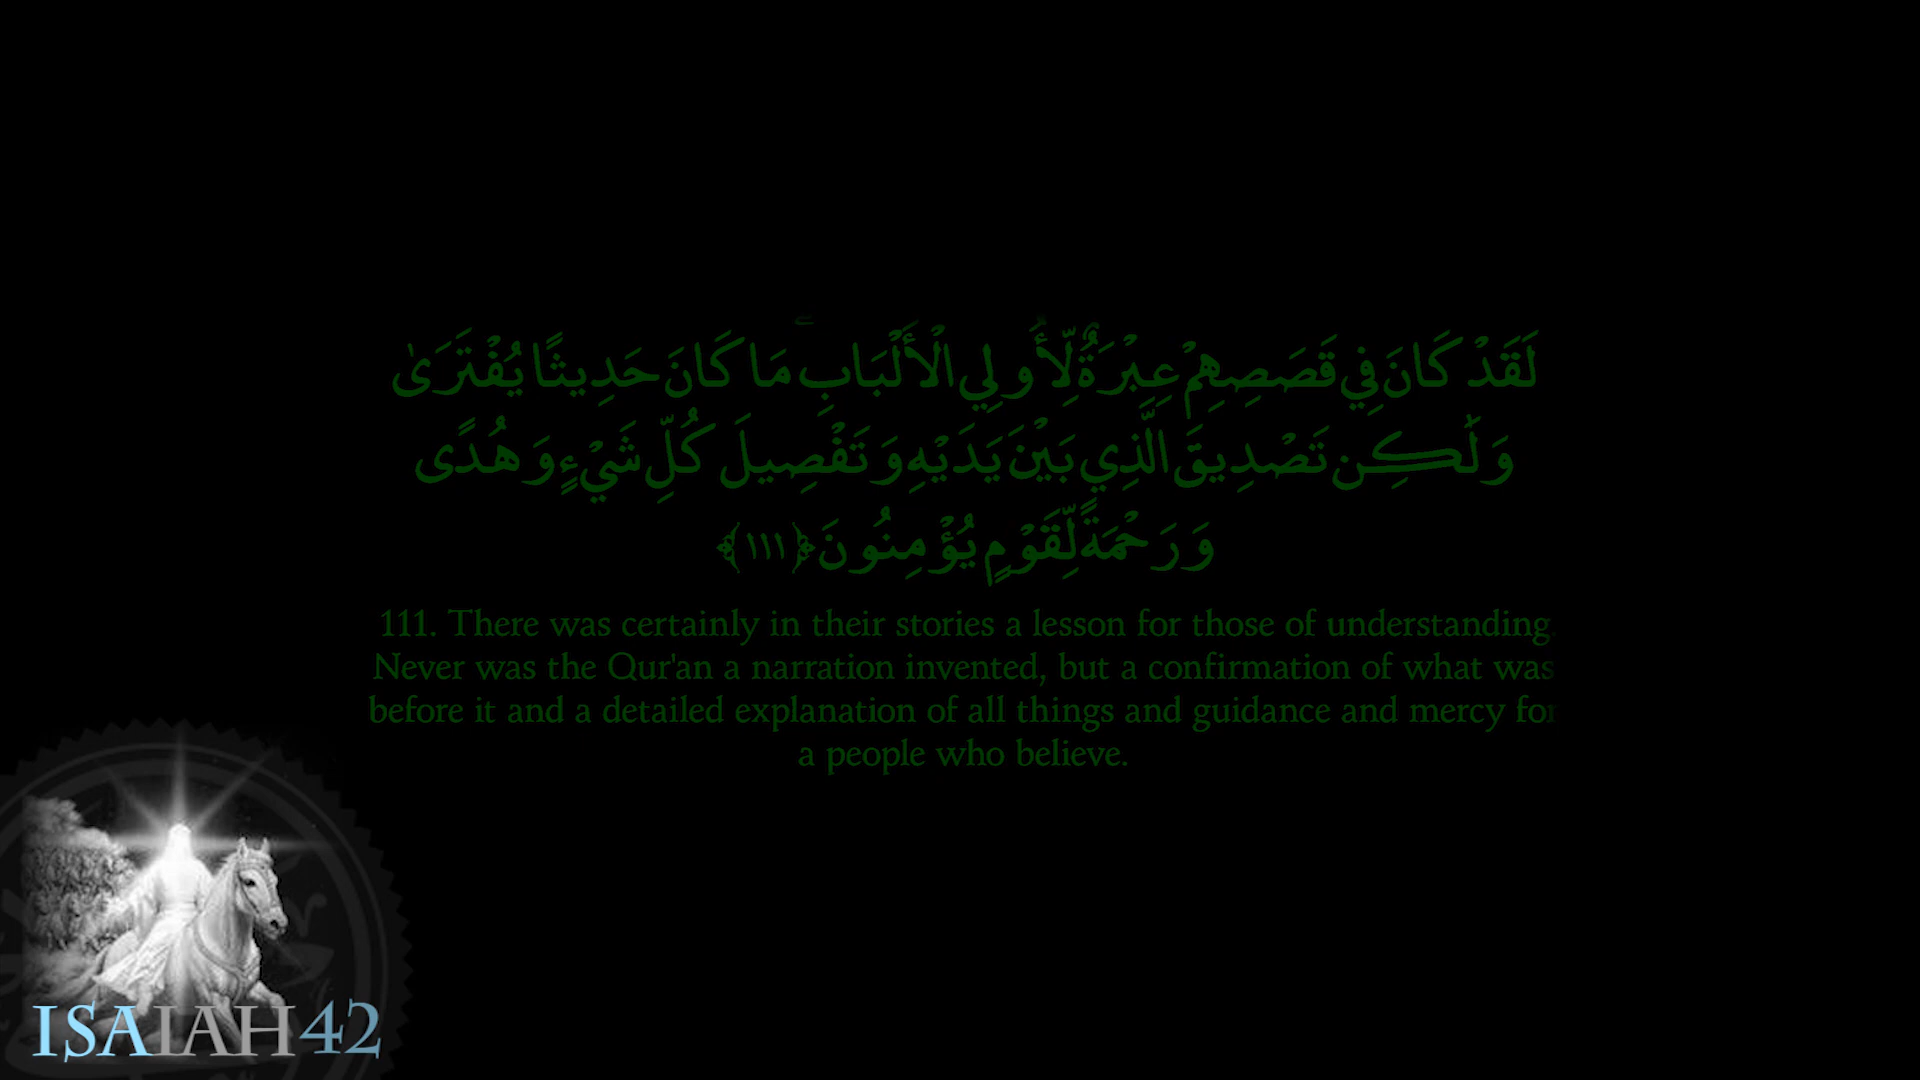 لَقَدْ كَانَ فِي قَصَصِهِمْ عِبْرَةٌ لِّأُولِي الْأَلْبَابِ ۗ مَا كَانَ حَدِيثًا يُفْتَرَىٰ
وَلَٰكِن تَصْدِيقَ الَّذِي بَيْنَ يَدَيْهِ وَتَفْصِيلَ كُلِّ شَيْءٍ وَهُدًى
وَرَحْمَةً لِّقَوْمٍ يُؤْمِنُونَ ﴿١١١﴾
111. There was certainly in their stories a lesson for those of understanding.
Never was the Qur'an a narration invented, but a confirmation of what was
before it and a detailed explanation of all things and guidance and mercy for
a people who believe.
ISAIAH 42